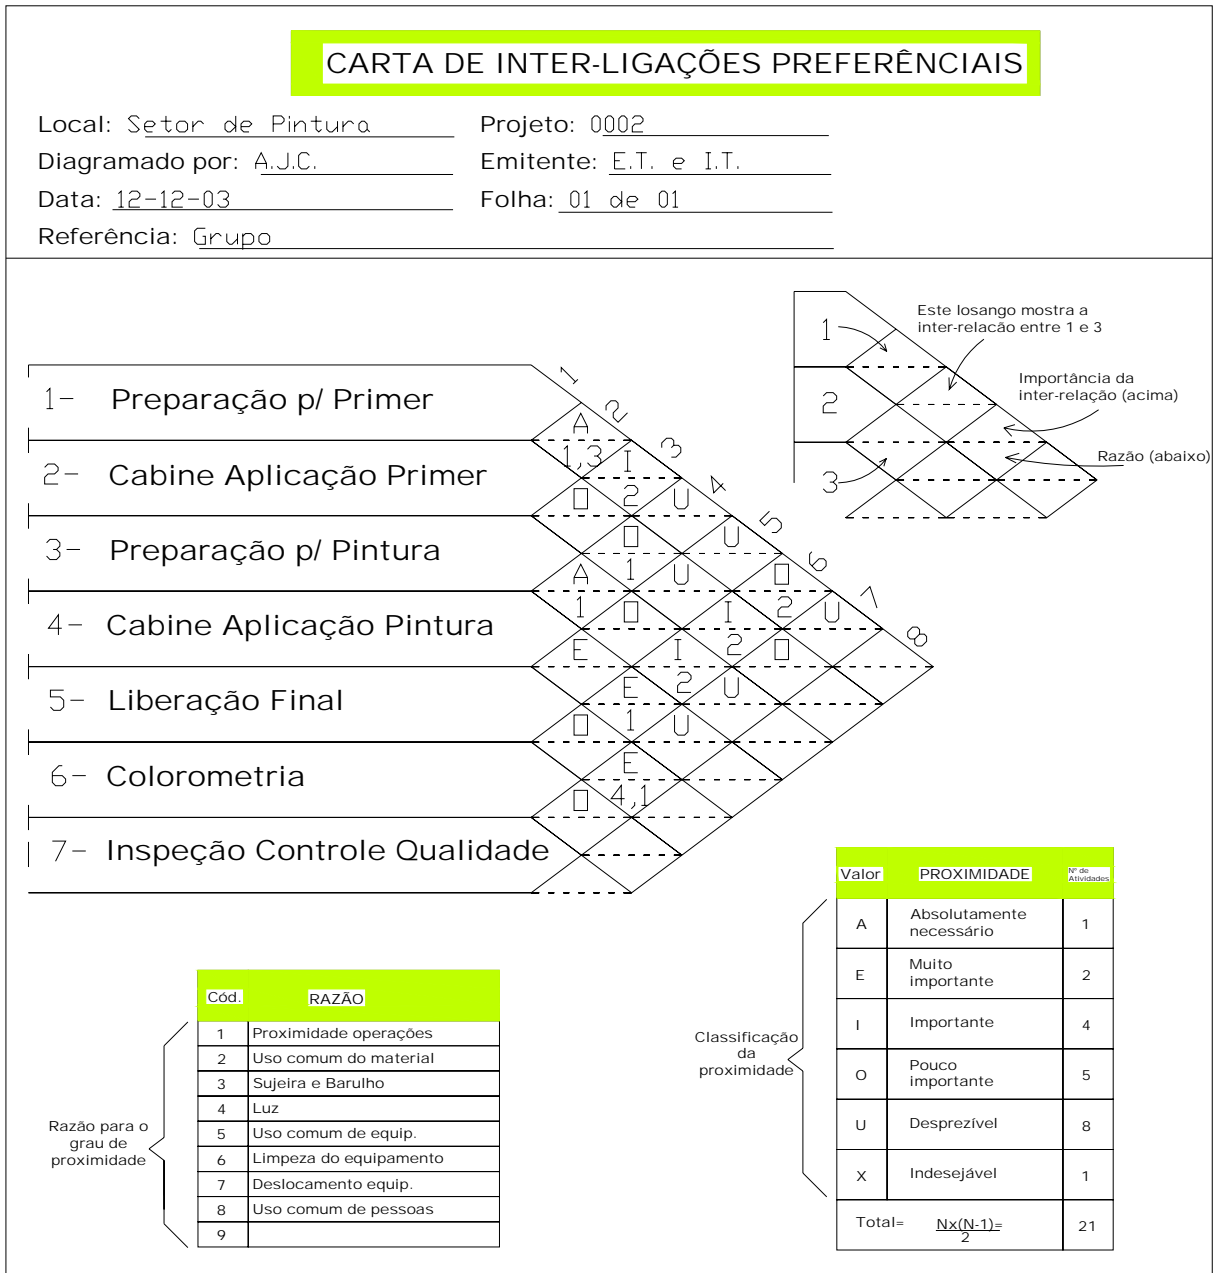 CARTA DE INTER-LIGAÇÕES PREFERÊNCIAIS
Local: Setor de Pintura Projeto: 0002
Diagramado por: A.J.C. Emitente: E.T. e I.T.
Data: 12-12-03 Folha: 01 de 01
Referência: Grupo
Este losango mostra a
inter-relacão entre 1 e 3
1
Importância da
inter-relação (acima)
2
Razão (abaixo)
3
1- Preparação p/ Primer
2- Cabine Aplicação Primer
3- Preparação p/ Pintura
4- Cabine Aplicação Pintura
5- Liberação Final
6- Colorometria
7- Inspeção Controle Qualidade
1
2
3
4
5
6
7
8
A
1,3 I
O 2 U
O U
A 1 U O
1 O I 2 U
E I 2 O
E 2 U
O 1 U
E
O 4,1
Valor PROXIMIDADE Nº de
Atividades
A Absolutamente
necessário 1
E Muito
importante 2
I Importante 4
O Pouco
importante 5
U Desprezível 8
X Indesejável 1
Total= Nx(N-1)=
2 21
Classificação
da
proximidade
Cód. RAZÃO
1 Proximidade operações
2 Uso comum do material
3 Sujeira e Barulho
4 Luz
5 Uso comum de equip.
6 Limpeza do equipamento
7 Deslocamento equip.
8 Uso comum de pessoas
9
Razão para o
grau de
proximidade